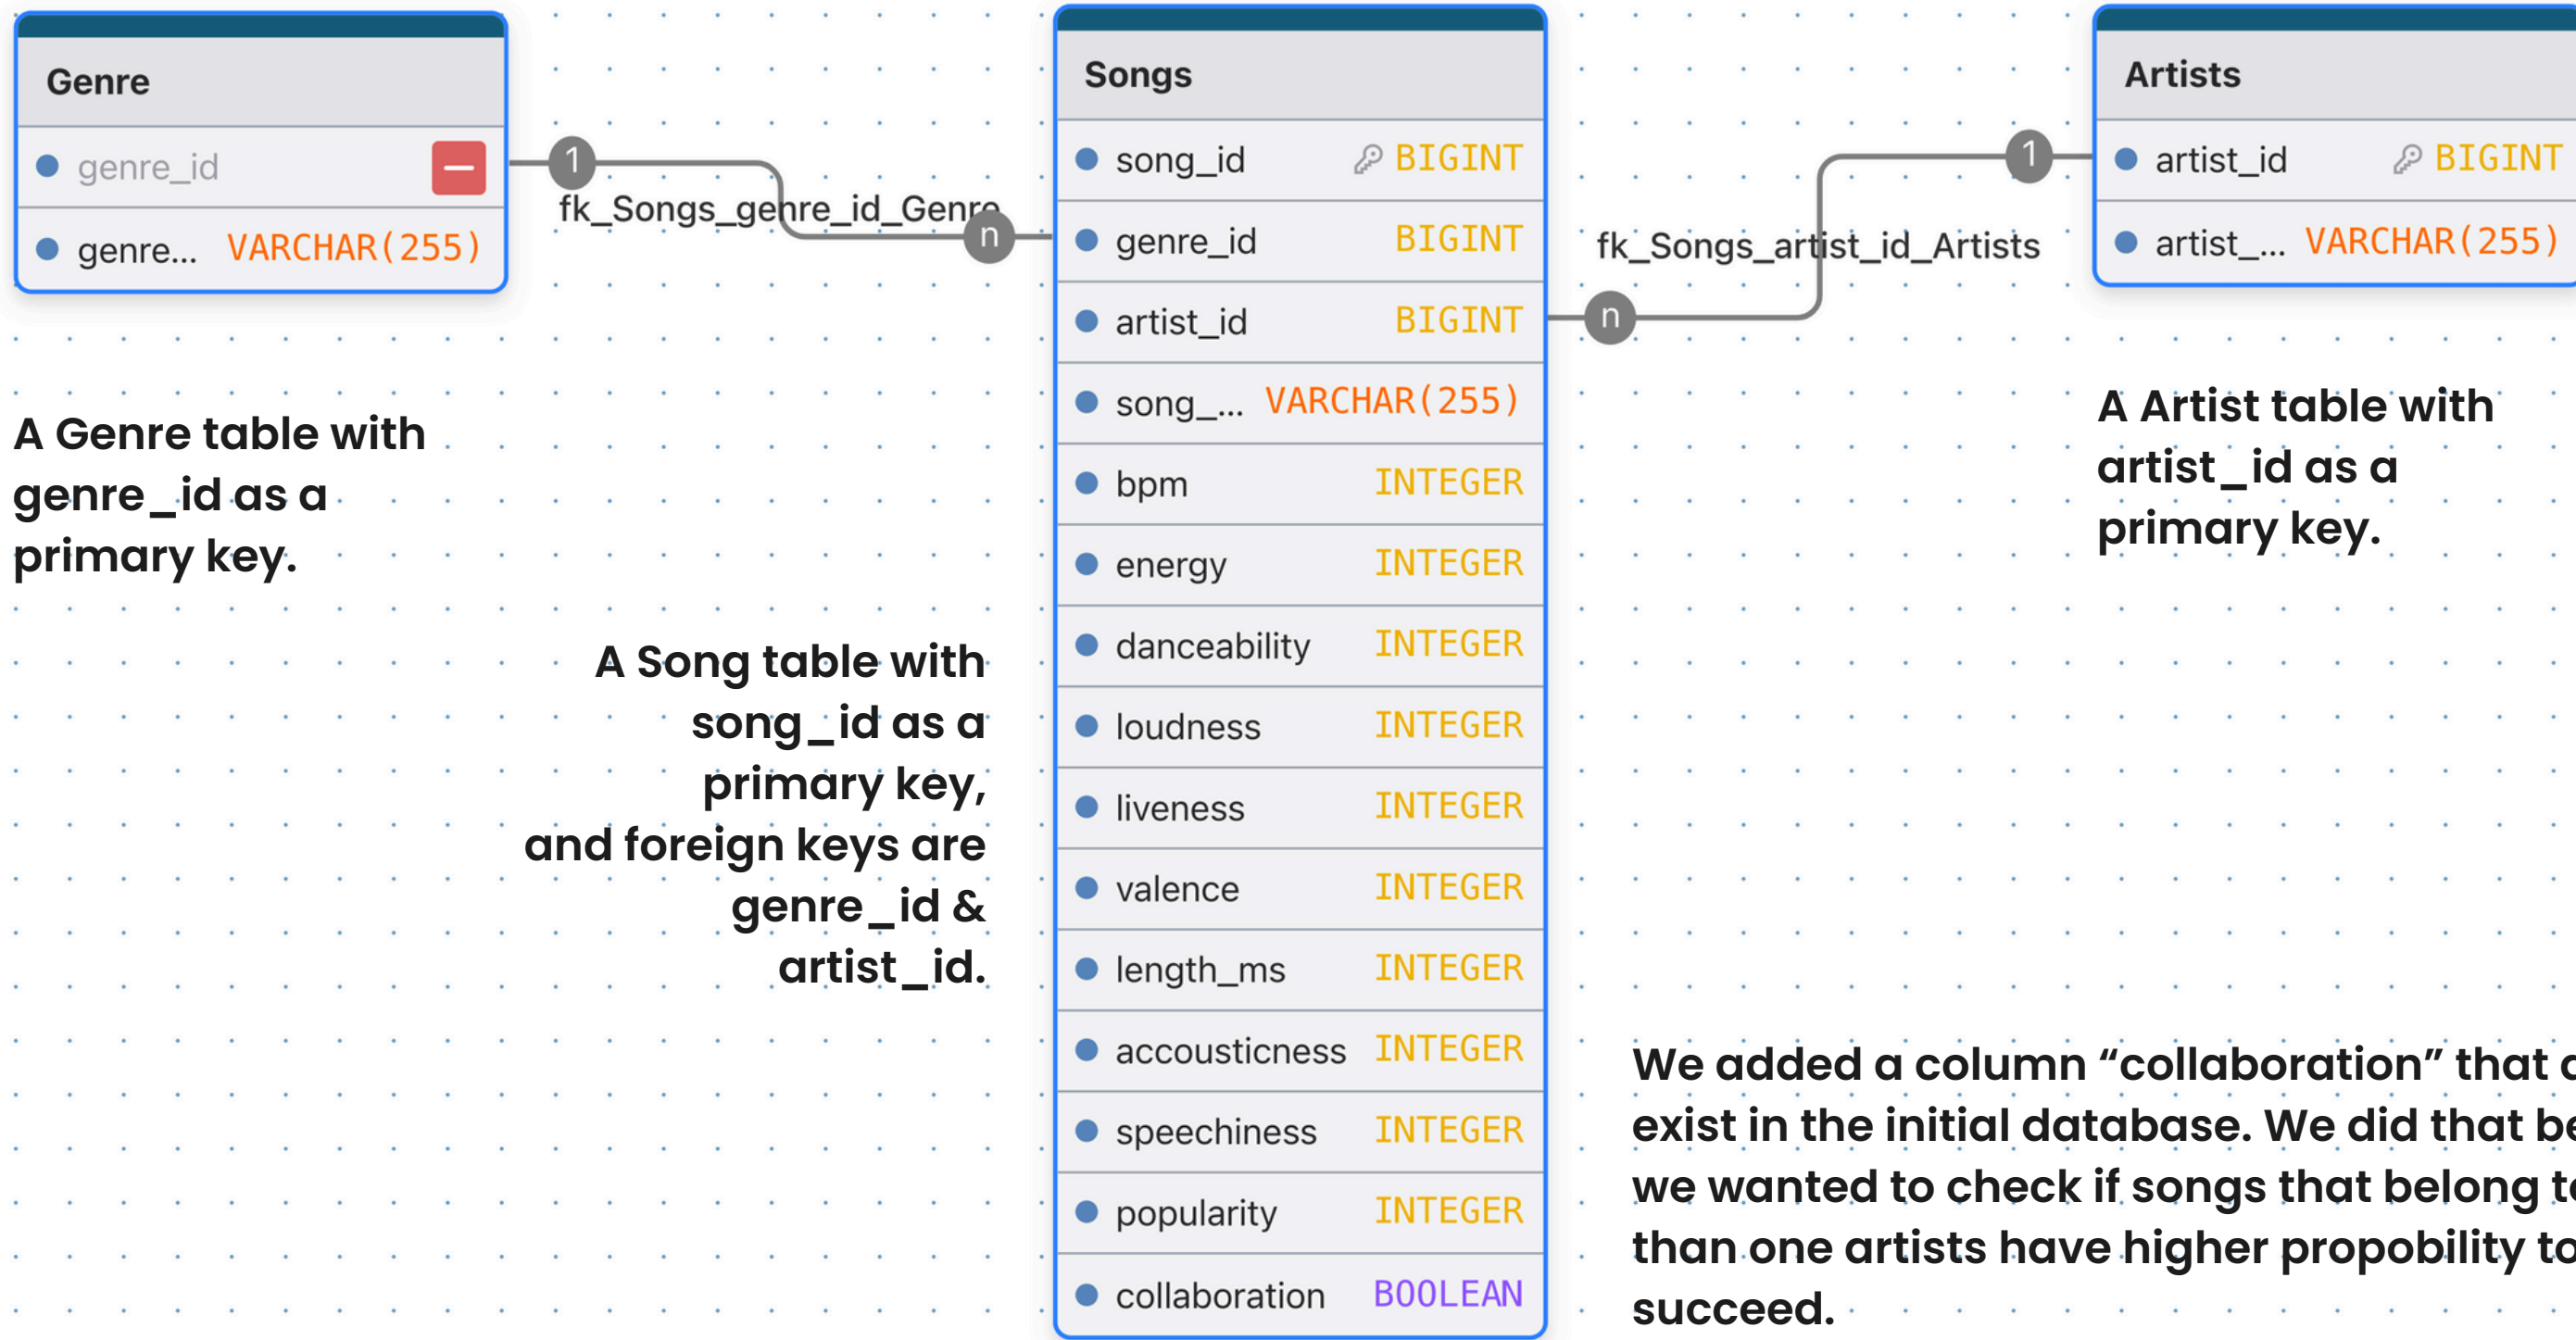 Genre
genre_id
genre... VARCHAR(255)
1
fk_Songs_genre_id_Genre
n
A Genre table with
genre_id as a
primary key.
A Song table with
song_id as a
primary key,
and foreign keys are
genre_id &
artist_id.
Songs
song_id BIGINT
genre_id BIGINT
artist_id BIGINT
song_... VARCHAR(255)
bpm INTEGER
energy INTEGER
danceability INTEGER
loudness INTEGER
liveness INTEGER
valence INTEGER
length_ms INTEGER
accousticness INTEGER
speechiness INTEGER
popularity INTEGER
collaboration BOOLEAN
1
fk_Songs_artist_id_Artists
n
Artists
artist_id BIGINT
artist_... VARCHAR(255)
A Artist table with
artist_id as a
primary key.
We added a column “collaboration” that
exist in the initial database. We did that
we wanted to check if songs that belong
than one artists have higher propobility to
succeed.